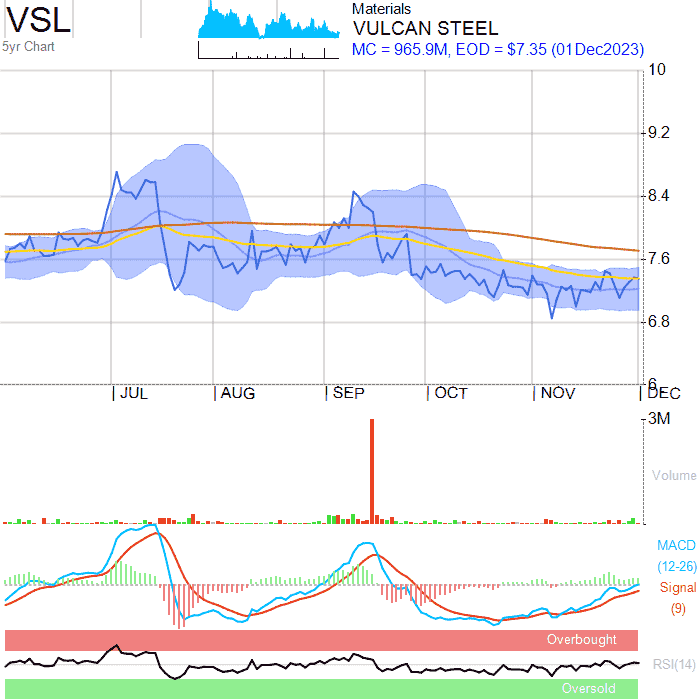 VSL
5yr Chart
Materials
VULCAN STEEL
MC = 965.9M, EOD = $7.35 (01Dec2023)
10
9.2
8.4
7.6
6.8
6
JUL AUG SEP OCT NOV DEC
3M
Volume
MACD
(12-26)
Signal
(9)
Overbought
RSI(14)
Oversold